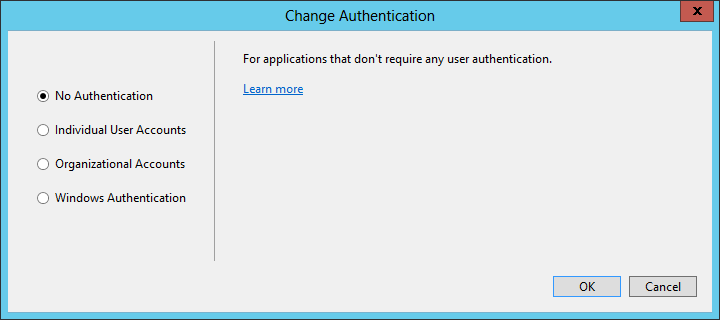 Change Authentication
x
For applications that don't require any user authentication.
Learn more
No Authentication
Individual User Accounts
Organizational Accounts
Windows Authentication
OK
Cancel